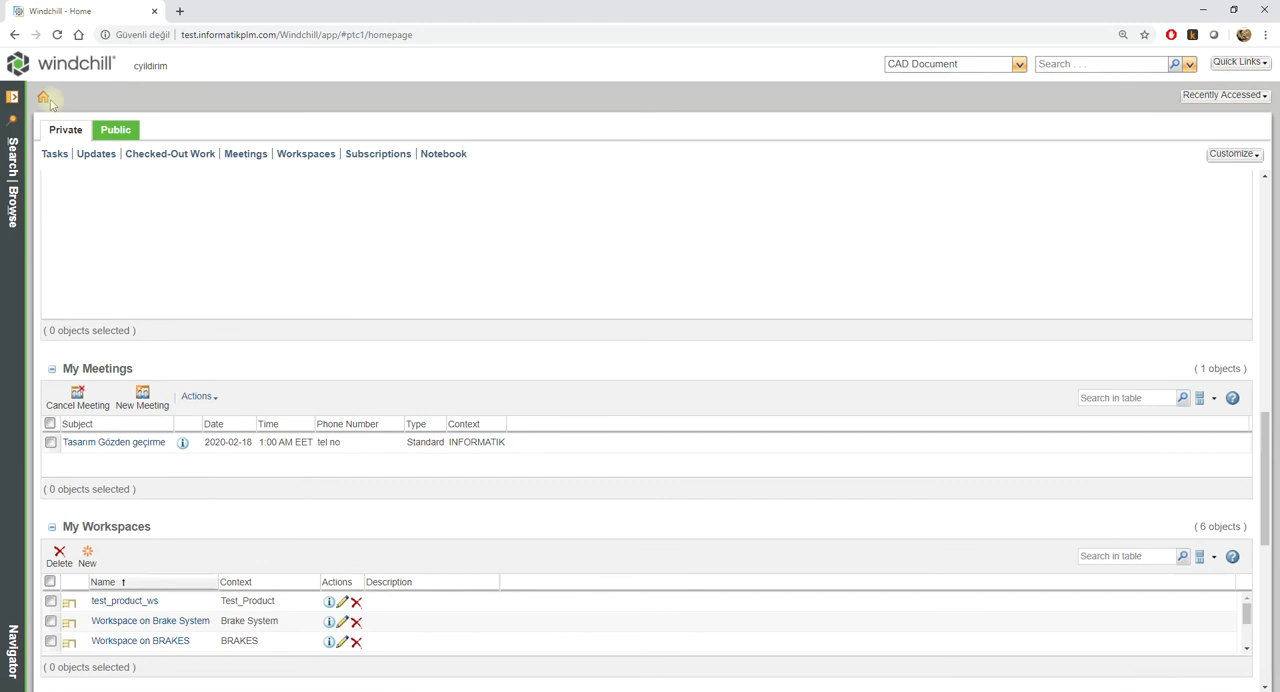 Windchill - Home
Güvenli değil | test.informatikplm.com/Windchill/app/#ptc1/homepage
windchill® cyildirim CAD Document Search . . . Quick Links
Recently Accessed
Search | Browse
Navigator
Private Public
Tasks | Updates | Checked-Out Work | Meetings | Workspaces | Subscriptions | Notebook Customize
( 0 objects selected )
My Meetings ( 1 objects )
Cancel Meeting New Meeting Actions Search in table
Subject Date Time Phone Number Type Context
Tasarım Gözden geçirme 2020-02-18 1:00 AM EET tel no Standard INFORMATIK
( 0 objects selected )
My Workspaces ( 6 objects )
Delete New Search in table
Name ↑ Context Actions Description
test_product_ws Test_Product
Workspace on Brake System Brake System
Workspace on BRAKES BRAKES
( 0 objects selected )